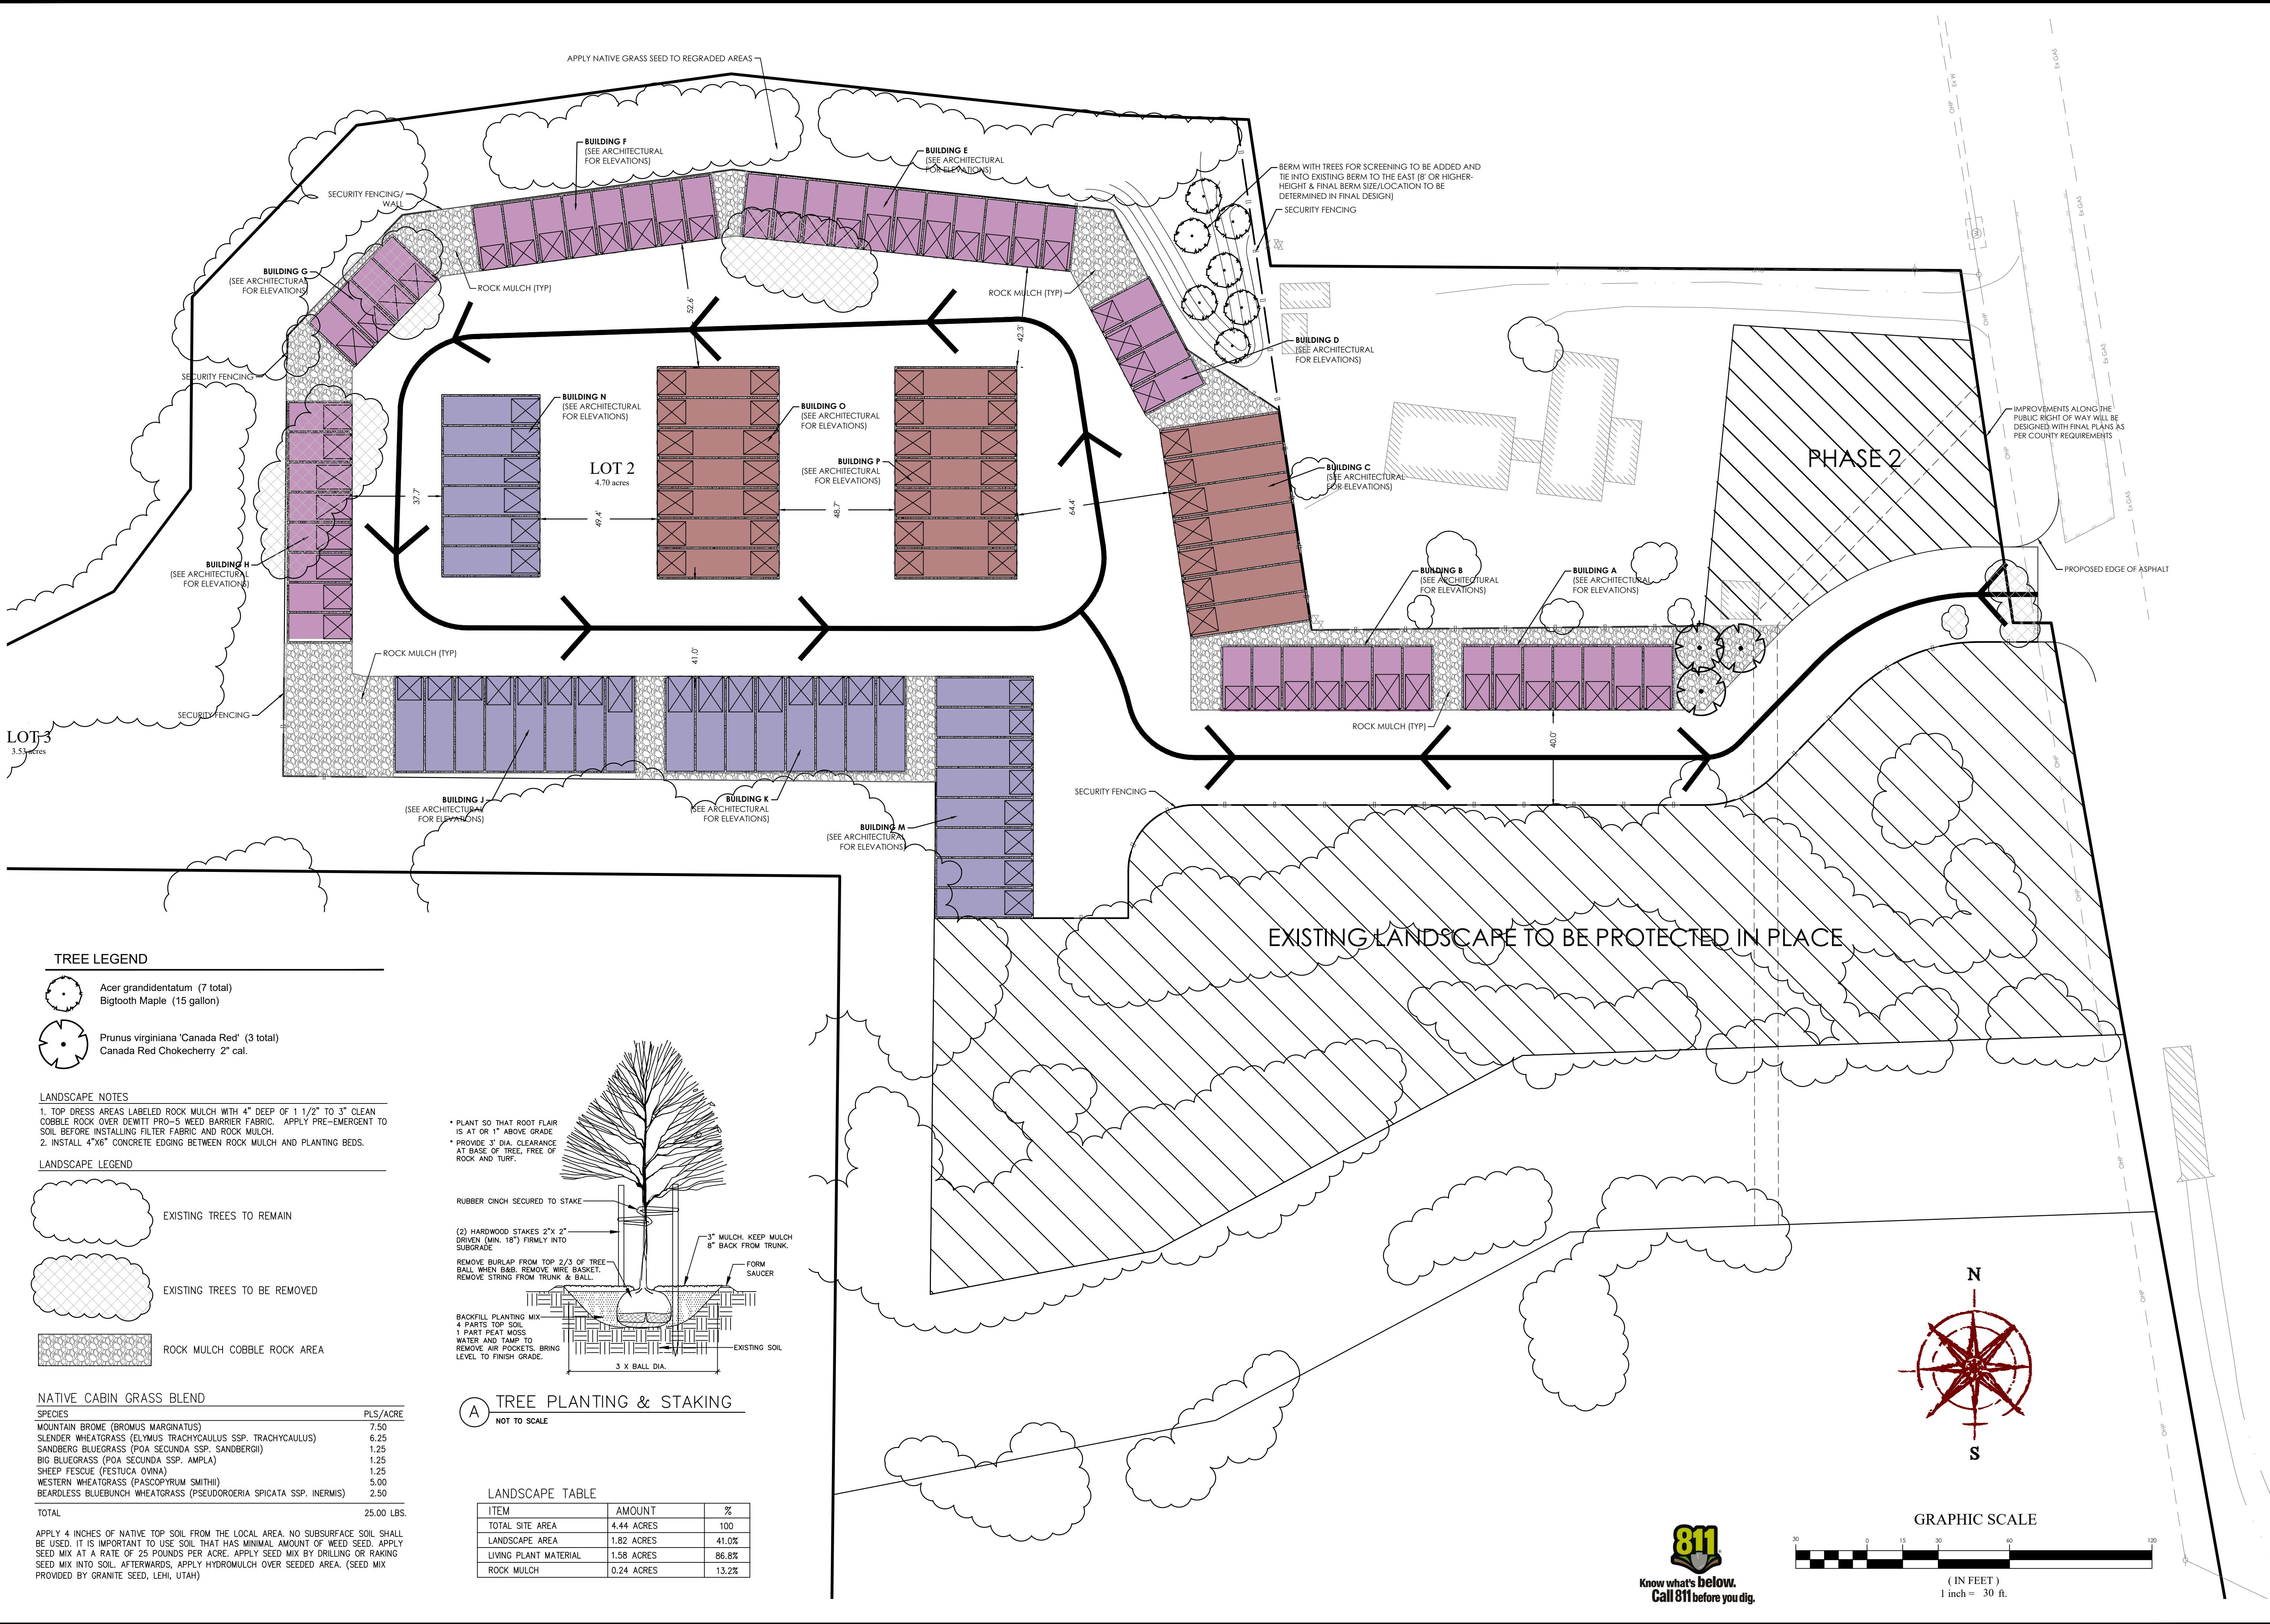 APPLY NATIVE GRASS SEED TO REGRADED AREAS
BUILDING F
(SEE ARCHITECTURAL
FOR ELEVATIONS)
BUILDING E
(SEE ARCHITECTURAL
FOR ELEVATIONS)
BERM WITH TREES FOR SCREENING TO BE ADDED AND
TIE INTO EXISTING BERM TO THE EAST (8' OR HIGHER-
HEIGHT & FINAL BERM SIZE/LOCATION TO BE
DETERMINED IN FINAL DESIGN)
SECURITY FENCING
SECURITY FENCING/
WALL
BUILDING G
(SEE ARCHITECTURAL
FOR ELEVATIONS)
ROCK MULCH (TYP)
ROCK MULCH (TYP)
52.6'
42.3'
BUILDING D
(SEE ARCHITECTURAL
FOR ELEVATIONS)
SECURITY FENCING
BUILDING N
(SEE ARCHITECTURAL
FOR ELEVATIONS)
BUILDING O
(SEE ARCHITECTURAL
FOR ELEVATIONS)
LOT 2
4.70 acres
BUILDING P
(SEE ARCHITECTURAL
FOR ELEVATIONS)
BUILDING C
(SEE ARCHITECTURAL
FOR ELEVATIONS)
37.7'
49.4'
48.7'
64.4'
PHASE 2
IMPROVEMENTS ALONG THE
PUBLIC RIGHT OF WAY WILL BE
DESIGNED WITH FINAL PLANS AS
PER COUNTY REQUIREMENTS
PROPOSED EDGE OF ASPHALT
OHP
Ex W
Ex GAS
Ex GAS
Ex GAS
Ex GAS
Ex GAS
OHP
OHP
OHP
OHP
OHP
OHP
OHP
OHP
OHP
OHP
BUILDING H
(SEE ARCHITECTURAL
FOR ELEVATIONS)
BUILDING B
(SEE ARCHITECTURAL
FOR ELEVATIONS)
BUILDING A
(SEE ARCHITECTURAL
FOR ELEVATIONS)
ROCK MULCH (TYP)
41.0'
SECURITY FENCING
ROCK MULCH (TYP)
40.0'
LOT 3
3.53 acres
BUILDING J
(SEE ARCHITECTURAL
FOR ELEVATIONS)
BUILDING K
(SEE ARCHITECTURAL
FOR ELEVATIONS)
BUILDING M
(SEE ARCHITECTURAL
FOR ELEVATIONS)
SECURITY FENCING
EXISTING LANDSCAPE TO BE PROTECTED IN PLACE
TREE LEGEND
Acer grandidentatum (7 total)
Bigtooth Maple (15 gallon)
Prunus virginiana 'Canada Red' (3 total)
Canada Red Chokecherry 2" cal.
LANDSCAPE NOTES
1. TOP DRESS AREAS LABELED ROCK MULCH WITH 4" DEEP OF 1 1/2" TO 3" CLEAN
COBBLE ROCK OVER DEWITT PRO-5 WEED BARRIER FABRIC. APPLY PRE-EMERGENT TO
SOIL BEFORE INSTALLING FILTER FABRIC AND ROCK MULCH.
2. INSTALL 4"X6" CONCRETE EDGING BETWEEN ROCK MULCH AND PLANTING BEDS.
LANDSCAPE LEGEND
EXISTING TREES TO REMAIN
EXISTING TREES TO BE REMOVED
ROCK MULCH COBBLE ROCK AREA
NATIVE CABIN GRASS BLEND
SPECIES PLS/ACRE
MOUNTAIN BROME (BROMUS MARGINATUS) 7.50
SLENDER WHEATGRASS (ELYMUS TRACHYCAULUS SSP. TRACHYCAULUS) 6.25
SANDBERG BLUEGRASS (POA SECUNDA SSP. SANDBERGII) 1.25
BIG BLUEGRASS (POA SECUNDA SSP. AMPLA) 1.25
SHEEP FESCUE (FESTUCA OVINA) 1.25
WESTERN WHEATGRASS (PASCOPYRUM SMITHII) 5.00
BEARDLESS BLUEBUNCH WHEATGRASS (PSEUDOROERIA SPICATA SSP. INERMIS) 2.50
TOTAL 25.00 LBS.
APPLY 4 INCHES OF NATIVE TOP SOIL FROM THE LOCAL AREA. NO SUBSURFACE SOIL SHALL
BE USED. IT IS IMPORTANT TO USE SOIL THAT HAS MINIMAL AMOUNT OF WEED SEED. APPLY
SEED MIX AT A RATE OF 25 POUNDS PER ACRE. APPLY SEED MIX BY DRILLING OR RAKING
SEED MIX INTO SOIL. AFTERWARDS, APPLY HYDROMULCH OVER SEEDED AREA. (SEED MIX
PROVIDED BY GRANITE SEED, LEHI, UTAH)
* PLANT SO THAT ROOT FLAIR
IS AT OR 1" ABOVE GRADE
* PROVIDE 3' DIA. CLEARANCE
AT BASE OF TREE, FREE OF
ROCK AND TURF.
RUBBER CINCH SECURED TO STAKE
(2) HARDWOOD STAKES 2"X 2"
DRIVEN (MIN. 18") FIRMLY INTO
SUBGRADE
REMOVE BURLAP FROM TOP 2/3 OF TREE
BALL WHEN B&B. REMOVE WIRE BASKET.
REMOVE STRING FROM TRUNK & BALL.
BACKFILL PLANTING MIX
4 PARTS TOP SOIL
1 PART PEAT MOSS
WATER AND TAMP TO
REMOVE AIR POCKETS. BRING
LEVEL TO FINISH GRADE.
3" MULCH. KEEP MULCH
8" BACK FROM TRUNK.
FORM
SAUCER
EXISTING SOIL
3 X BALL DIA.
A TREE PLANTING & STAKING
NOT TO SCALE
LANDSCAPE TABLE
ITEM AMOUNT %
TOTAL SITE AREA 4.44 ACRES 100
LANDSCAPE AREA 1.82 ACRES 41.0%
LIVING PLANT MATERIAL 1.58 ACRES 86.8%
ROCK MULCH 0.24 ACRES 13.2%
N
S
811
Know what's below.
Call 811 before you dig.
GRAPHIC SCALE
30 0 15 30 60 120
( IN FEET )
1 inch = 30 ft.